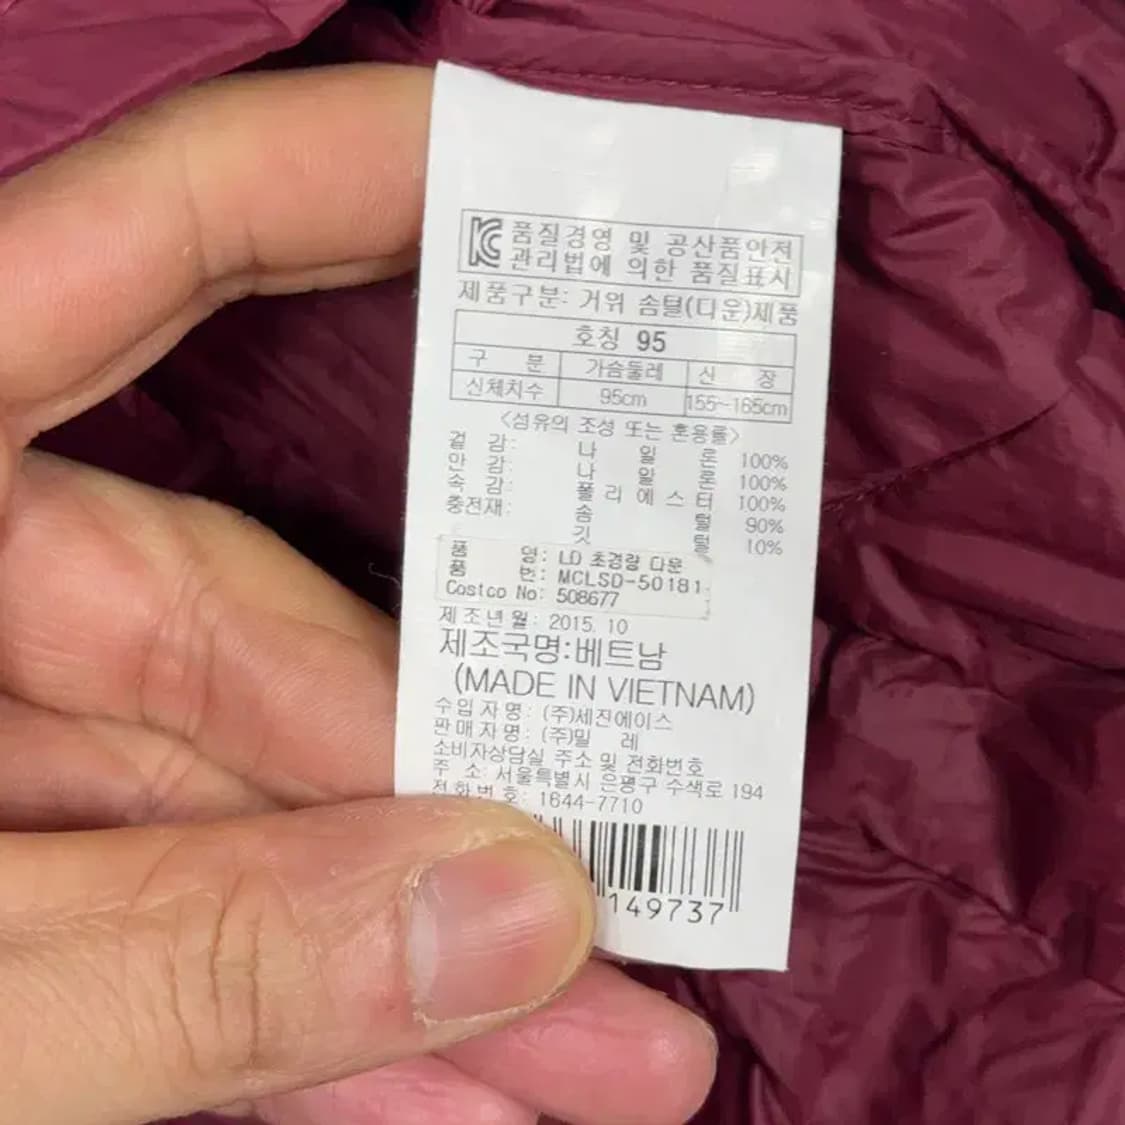 KC 품질경영 및 공산품안전
관리법에 의한 품질표시
제품구분: 거위 솜털(다운)제품
호칭 95
구 분 가슴둘레 신 장
신체치수 95cm 155~165cm
<섬유의 조성 또는 혼용률>
겉 감: 나 일 론 100%
안 감: 나 일 론 100%
속 감: 폴 리 에 스 터 100%
충전재: 솜 털 90%
깃 털 10%
품 명: LD 초경량 다운
품 번: MCLSD-50181
Costco No: 508677
제조년월: 2015. 10
제조국명:베트남
(MADE IN VIETNAM)
수입자명: (주)세진에이스
판매자명: (주)밀 레
소비자상담실 주소 및 전화번호
주 소: 서울특별시 은평구 수색로 194
전화번호: 1644-7710
149737